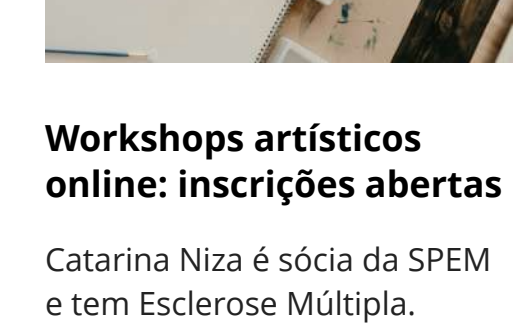 Workshops artísticos
online: inscrições abertas
Catarina Niza é sócia da SPEM
e tem Esclerose Múltipla.